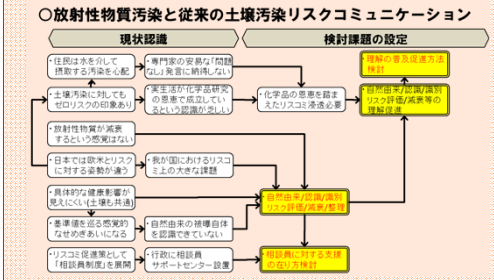 ○放射性物質汚染と従来の土壌汚染リスクコミュニケーション
現状認識
検討課題の設定
・住民は水を介して
摂取する汚染を心配
・専門家の安易な「問題
なし」発言に納得しない
・理解の普及促進方法
検討
・土壌汚染に対しても
ゼロリスクの印象あり
・実生活が化学品研究
の恩恵で成立してい
るという認識が乏しい
・化学品の恩恵を踏ま
えたリスコミ浸透必要
・自然由来/認識/識別
リスク評価/減衰等の
理解促進
・放射性物質が減衰
するという感覚はない
・日本では欧米とリスク
に対する姿勢が違う
・我が国におけるリスコ
ミ上の大きな課題
・具体的な健康影響が
見えにくい(土壌も共通)
・自然由来/認識/識別
リスク評価/減衰/整理
・基準値を巡る感覚的
なせめぎあいになる
・自然由来の被曝自体
を認識できていない
・リスコミ促進策として
「相談員制度」を展開
・行政に相談員
サポートセンター設置
・相談員に対する支援
の在り方検討